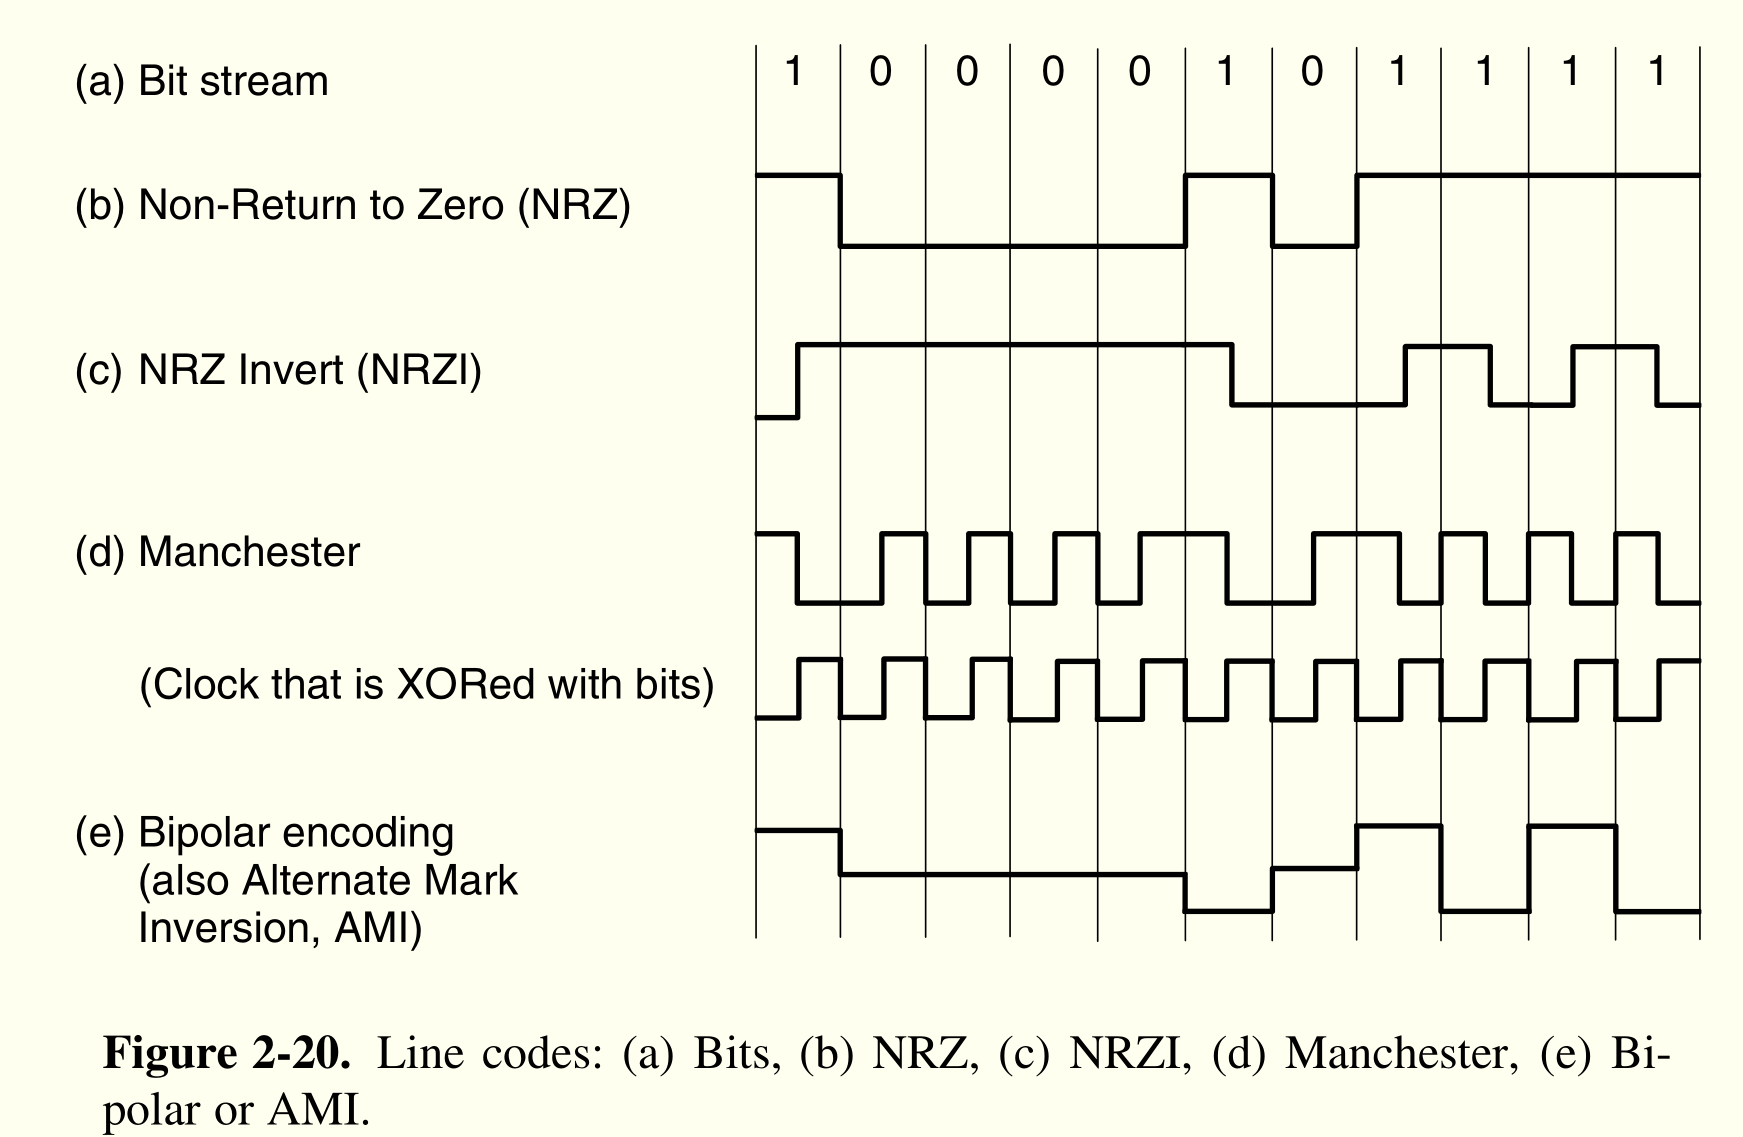 (a) Bit stream 1 0 0 0 0 1 0 1 1 1 1
(b) Non-Return to Zero (NRZ)
(c) NRZ Invert (NRZI)
(d) Manchester
(Clock that is XORed with bits)
(e) Bipolar encoding
(also Alternate Mark
Inversion, AMI)
Figure 2-20. Line codes: (a) Bits, (b) NRZ, (c) NRZI, (d) Manchester, (e) Bi-
polar or AMI.